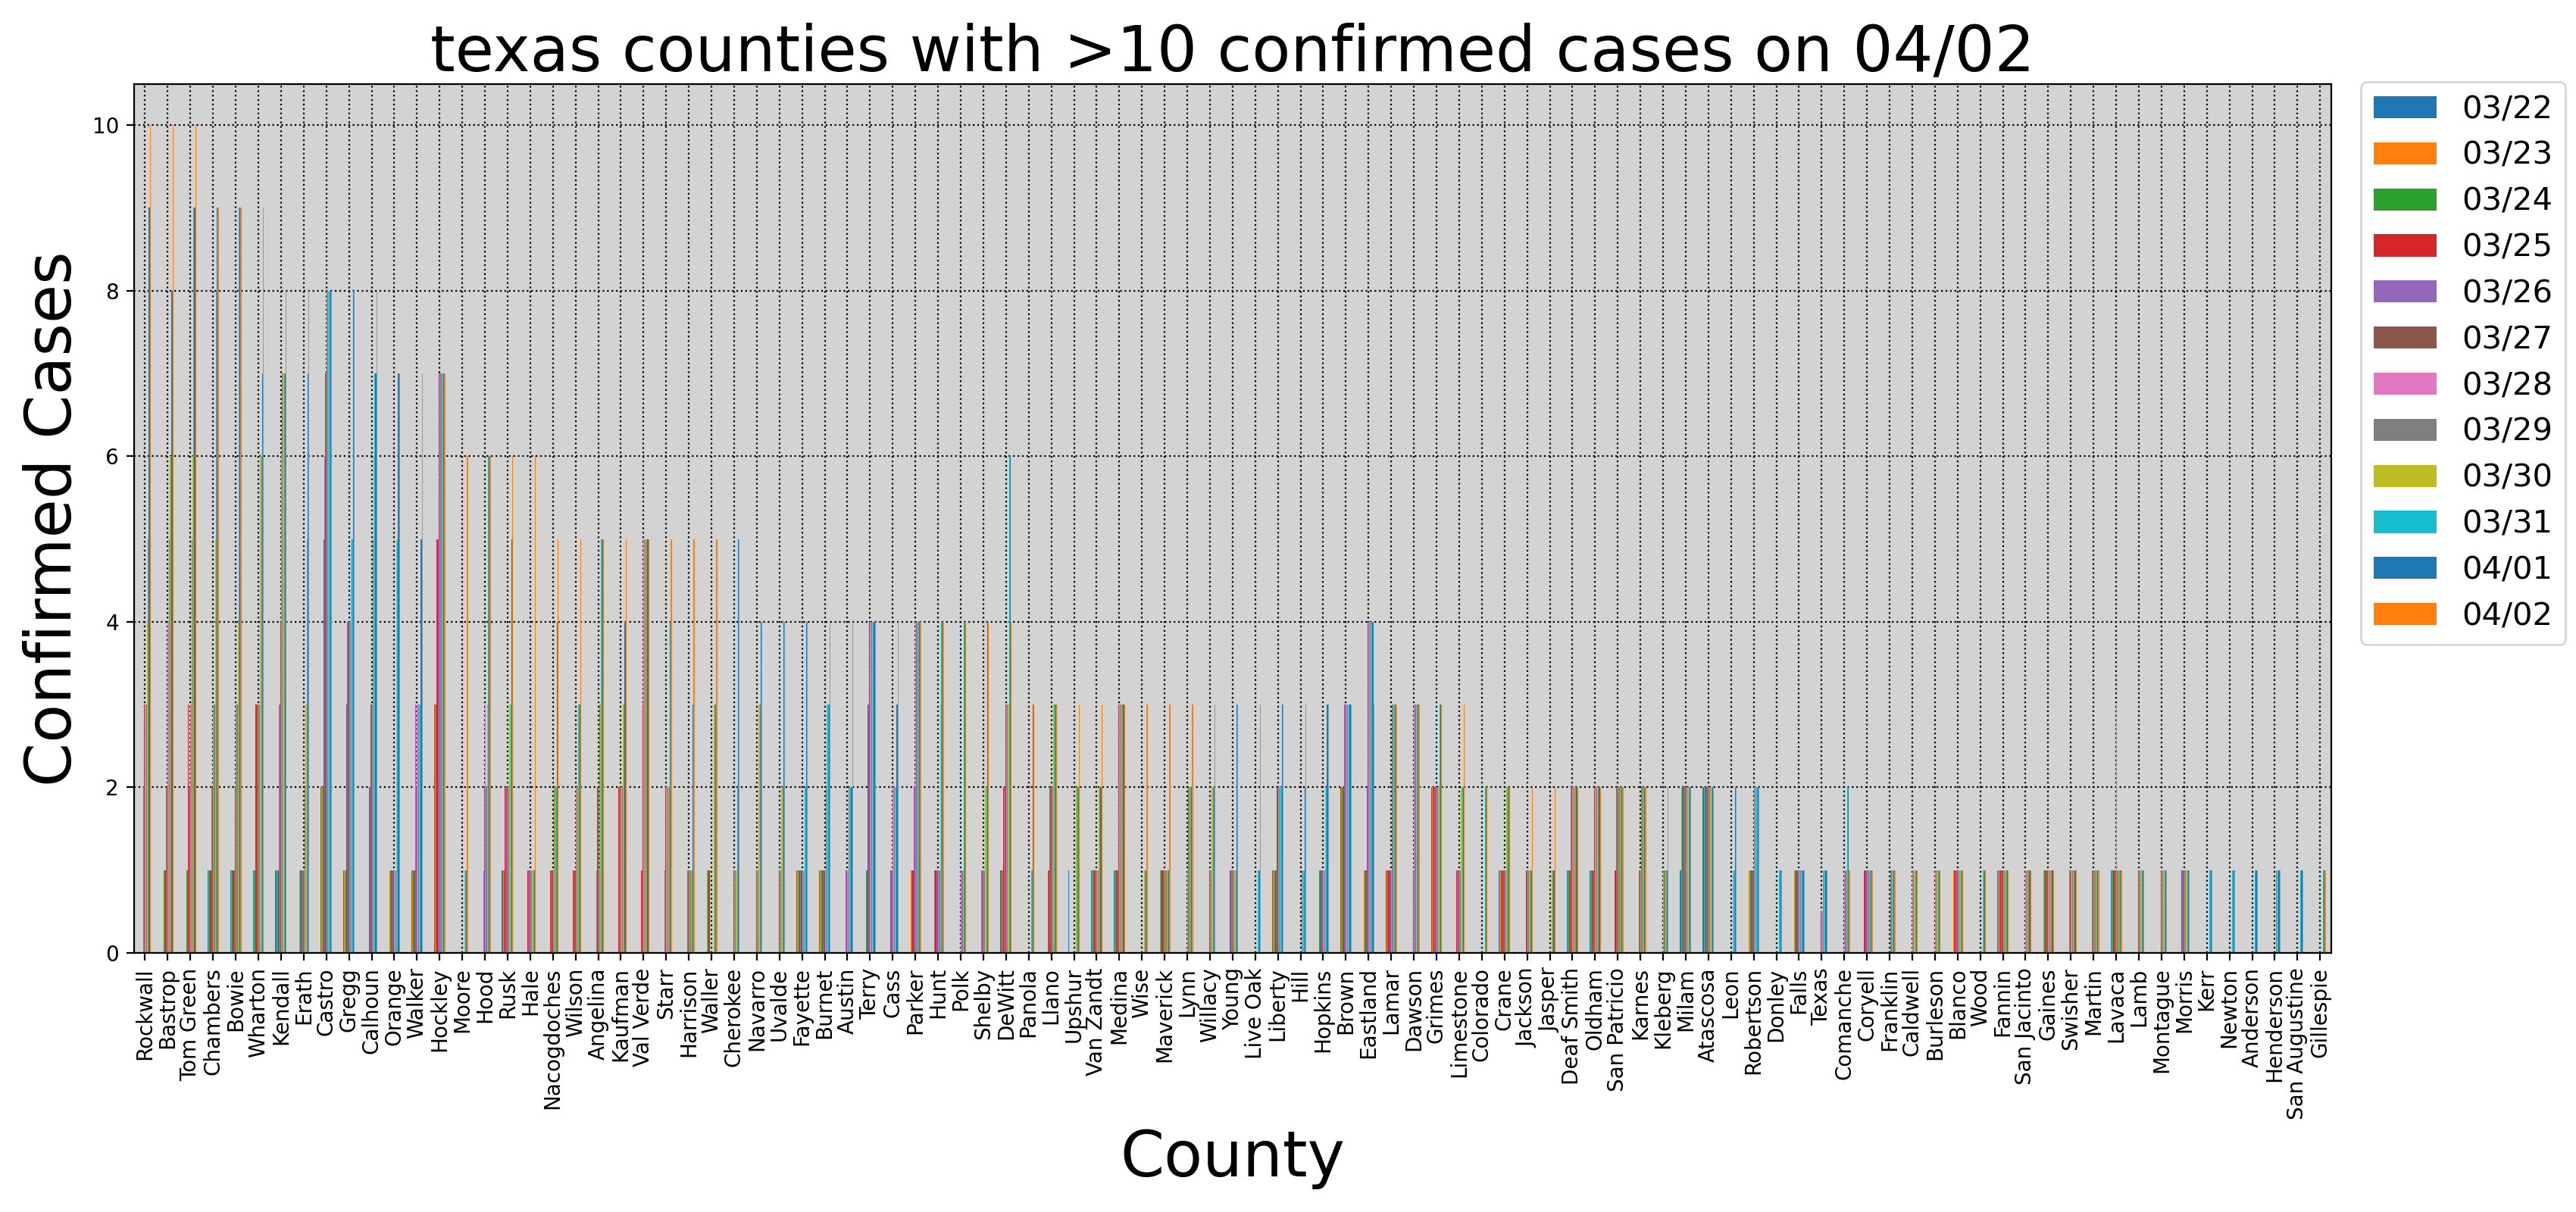 texas counties with >10 confirmed cases on 04/02
Confirmed Cases
10
8
6
4
2
0
Rockwall
Bastrop
Tom Green
Chambers
Bowie
Wharton
Kendall
Erath
Castro
Gregg
Calhoun
Orange
Walker
Hockley
Moore
Hood
Rusk
Hale
Nacogdoches
Wilson
Angelina
Kaufman
Val Verde
Starr
Harrison
Waller
Cherokee
Navarro
Uvalde
Fayette
Burnet
Austin
Terry
Cass
Parker
Hunt
Polk
Shelby
DeWitt
Panola
Llano
Upshur
Van Zandt
Medina
Wise
Maverick
Lynn
Willacy
Young
Live Oak
Liberty
Hill
Hopkins
Brown
Eastland
Lamar
Dawson
Grimes
Limestone
Colorado
Crane
Jackson
Jasper
Deaf Smith
Oldham
San Patricio
Karnes
Kleberg
Milam
Atascosa
Leon
Robertson
Donley
Falls
Texas
Comanche
Coryell
Franklin
Caldwell
Burleson
Blanco
Wood
Fannin
San Jacinto
Gaines
Swisher
Martin
Lavaca
Lamb
Montague
Morris
Kerr
Newton
Anderson
Henderson
San Augustine
Gillespie
County
03/22
03/23
03/24
03/25
03/26
03/27
03/28
03/29
03/30
03/31
04/01
04/02